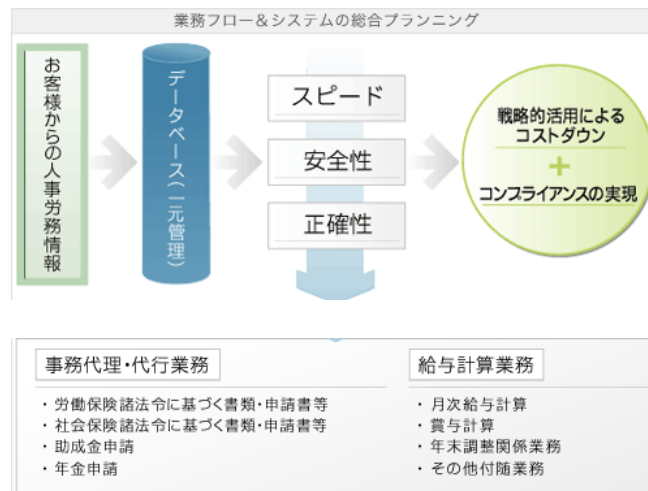 業務フロー＆システムの総合プランニング
お客様からの人事労務情報
データベース(一元管理)
スピード
安全性
正確性
戦略的活用による
コストダウン
＋
コンプライアンスの実現
事務代理・代行業務
・労働保険諸法令に基づく書類・申請書等
・社会保険諸法令に基づく書類・申請書等
・助成金申請
・年金申請
給与計算業務
・月次給与計算
・賞与計算
・年末調整関係業務
・その他付随業務